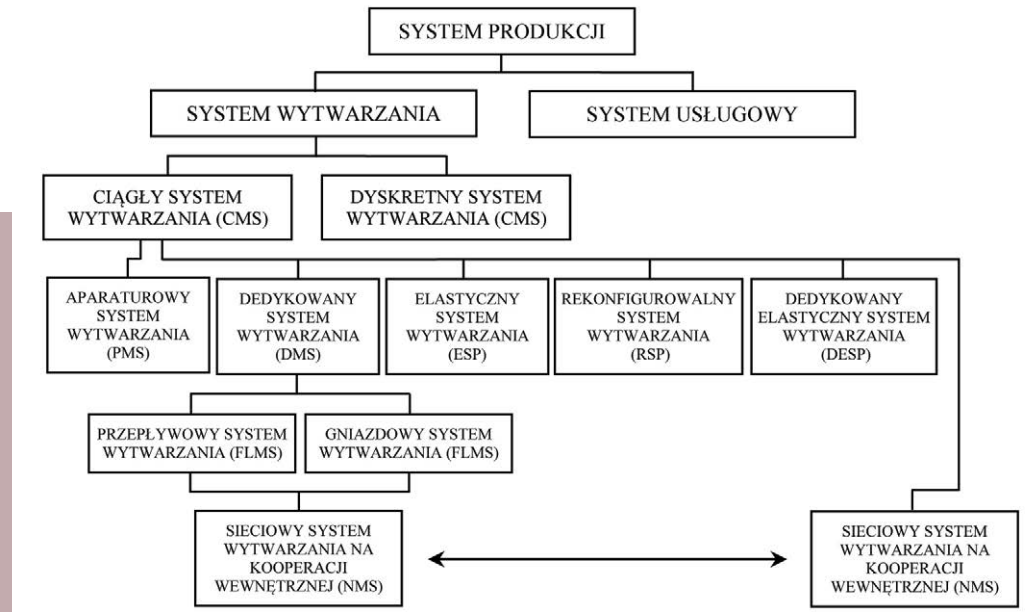 SYSTEM PRODUKCJI
SYSTEM WYTWARZANIA
SYSTEM USŁUGOWY
CIĄGŁY SYSTEM
WYTWARZANIA (CMS)
DYSKRETNY SYSTEM
WYTWARZANIA (CMS)
APARATUROWY
SYSTEM
WYTWARZANIA
(PMS)
DEDYKOWANY
SYSTEM
WYTWARZANIA
(DMS)
ELASTYCZNY
SYSTEM
WYTWARZANIA
(ESP)
REKONFIGUROWALNY
SYSTEM
WYTWARZANIA
(RSP)
DEDYKOWANY
ELASTYCZNY SYSTEM
WYTWARZANIA
(DESP)
PRZEPŁYWOWY SYSTEM
WYTWARZANIA (FLMS)
GNIAZDOWY SYSTEM
WYTWARZANIA (FLMS)
SIECIOWY SYSTEM
WYTWARZANIA NA
KOOPERACJI
WEWNĘTRZNEJ (NMS)
SIECIOWY SYSTEM
WYTWARZANIA NA
KOOPERACJI
WEWNĘTRZNEJ (NMS)